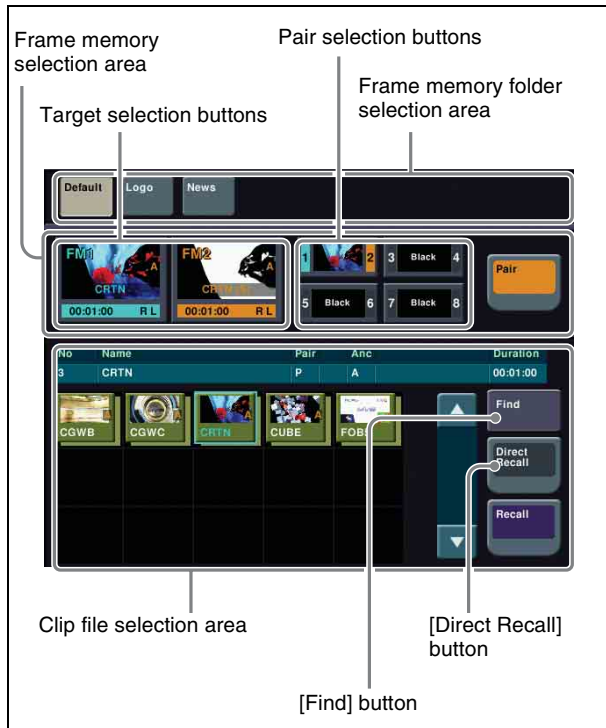 Frame memory
selection area
Pair selection buttons
Target selection buttons
Frame memory folder
selection area
Default Logo News
FM1 A CRTN 00:01:00 R L
FM2 A 00:01:00 R L
1 2 3 Black 4
5 Black 6 7 Black 8
Pair
No Name Pair Anc Duration
3 CRTN P A 00:01:00
CGWB CGWC CRTN CUBE
Find
Direct
Recall
Recall
Clip file selection area
[Direct Recall]
button
[Find] button